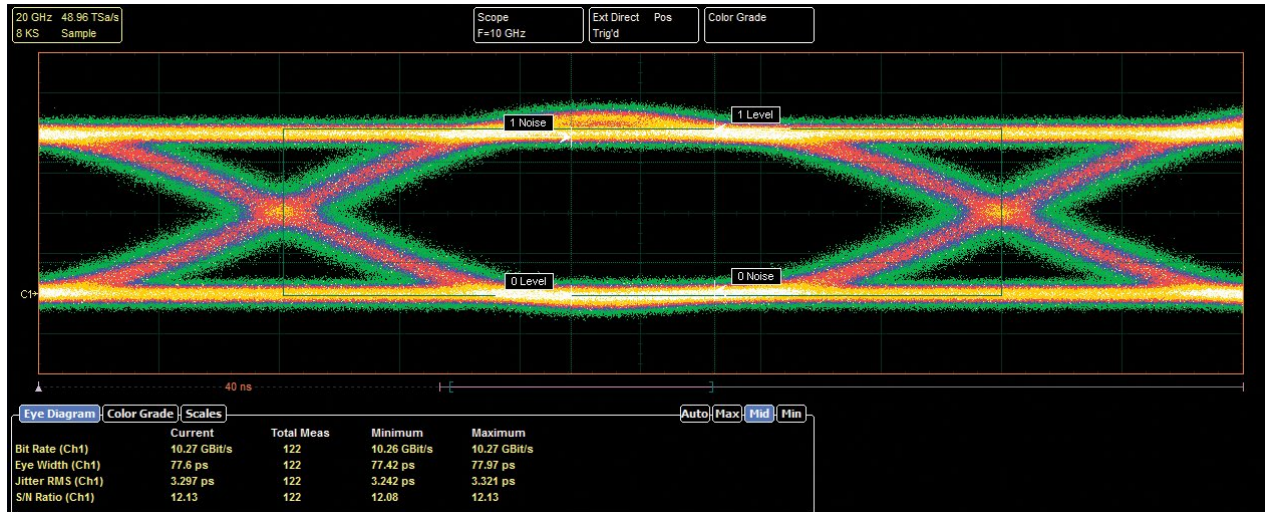 20 GHz 48.96 TSa/s
8 KS Sample
Scope
F=10 GHz
Ext Direct Pos
Trig'd
Color Grade
1 Noise
1 Level
0 Level
0 Noise
C1
40 ns
Eye Diagram Color Grade Scales
Auto Max Mid Min
Current Total Meas Minimum Maximum
Bit Rate (Ch1) 10.27 GBit/s 122 10.26 GBit/s 10.27 GBit/s
Eye Width (Ch1) 77.6 ps 122 77.42 ps 77.97 ps
Jitter RMS (Ch1) 3.297 ps 122 3.242 ps 3.321 ps
S/N Ratio (Ch1) 12.13 122 12.08 12.13